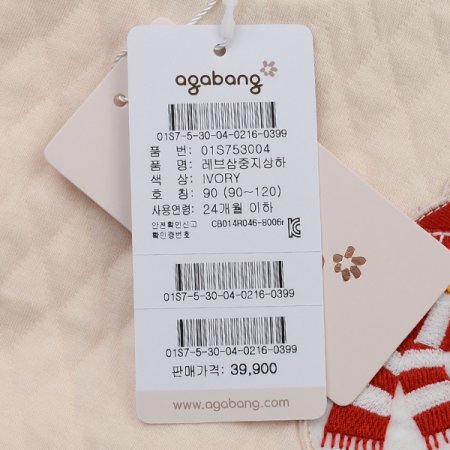 agabang
01S7-5-30-04-0216-0399
품 번: 01S753004
품 명: 레브삼중지상하
색 상: IVORY
호 칭: 90 (90~120)
사용연령: 24개월 이하
안전확인신고 CB014R046-6006
확인증번호
01S7-5-30-04-0216-0399
01S7-5-30-04-0216-0399
판매가격: 39,900
www.agabang.com